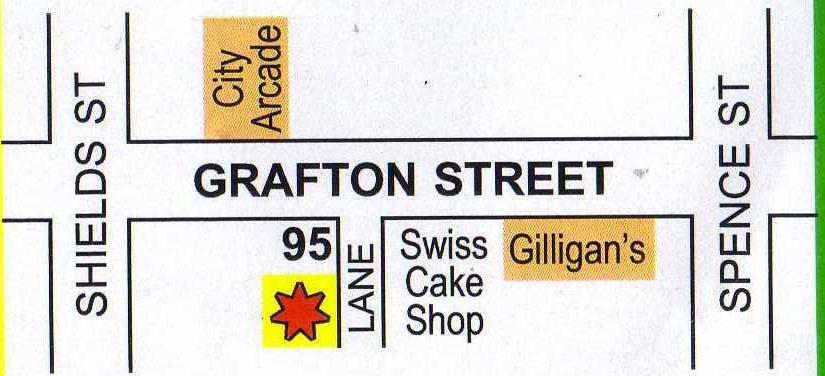 City
Arcade
SHIELDS ST
GRAFTON STREET
SPENCE ST
95
LANE
Swiss
Cake
Shop
Gilligan's